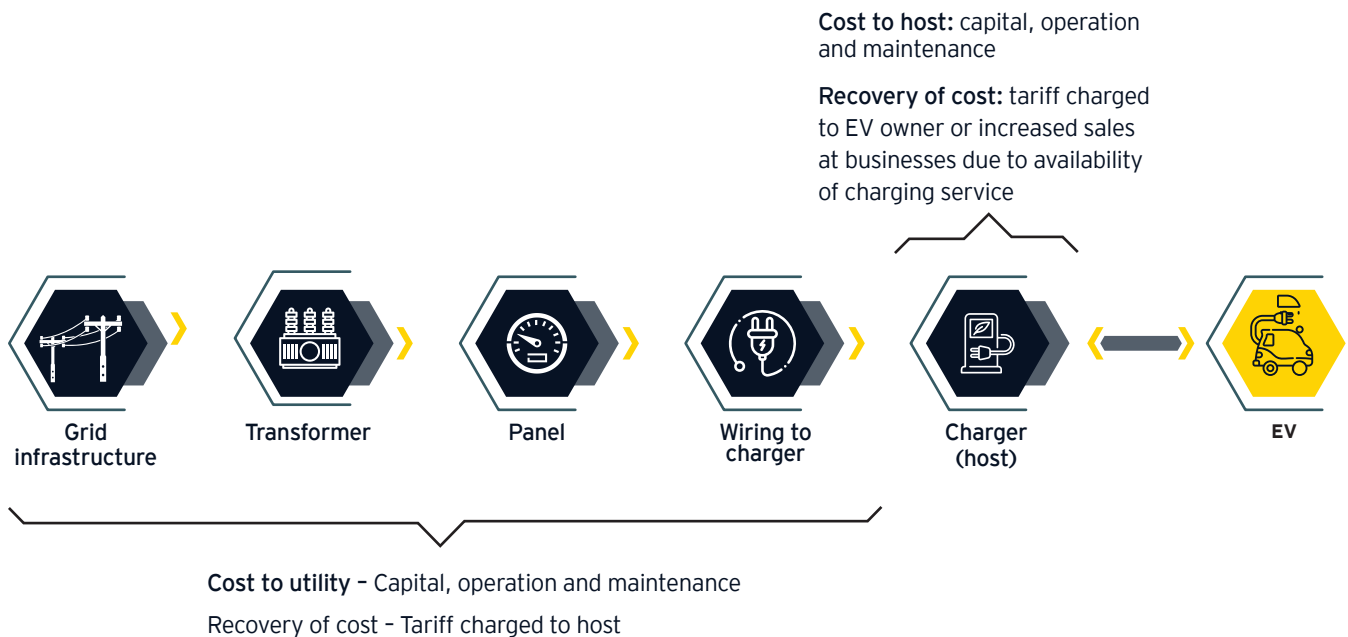 Cost to host: capital, operation
and maintenance
Recovery of cost: tariff charged
to EV owner or increased sales
at businesses due to availability
of charging service
Grid
infrastructure
Transformer
Panel
Wiring to
charger
Charger
(host)
EV
Cost to utility – Capital, operation and maintenance
Recovery of cost – Tariff charged to host